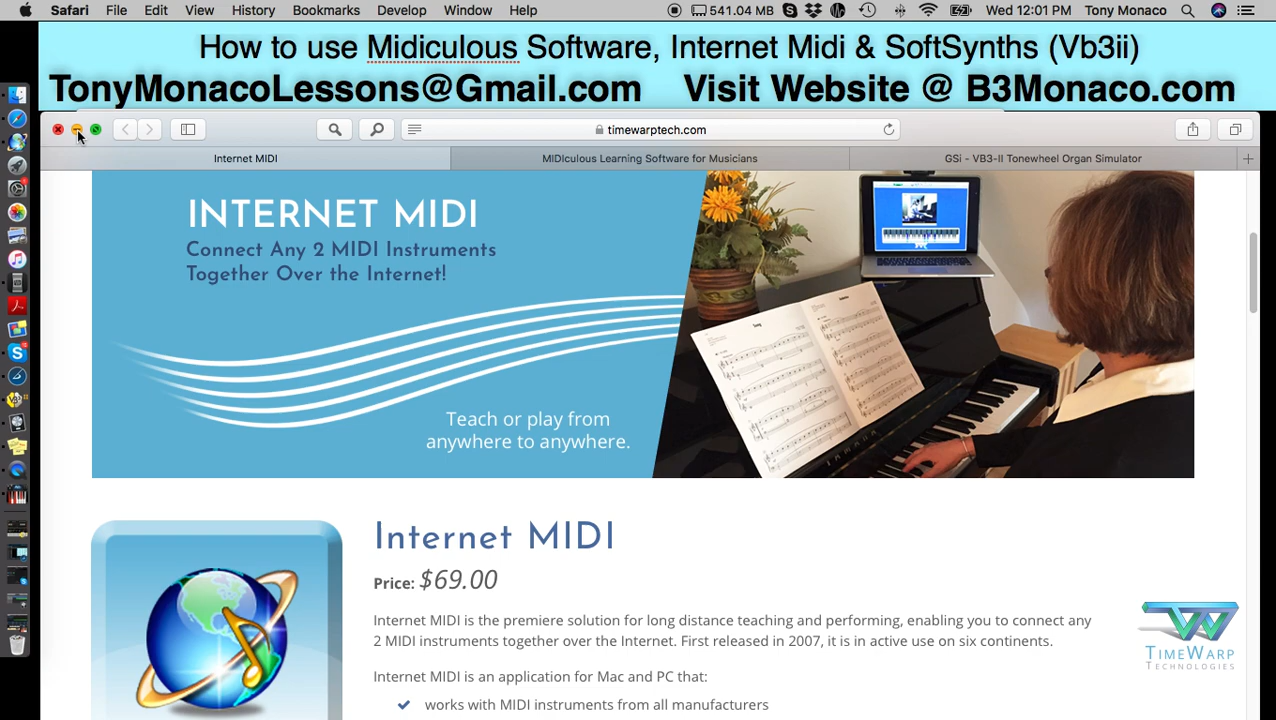 Safari File Edit View History Bookmarks Develop Window Help 541.04 MB Wed 12:01 PM Tony Monaco
How to use Midiculous Software, Internet Midi & SoftSynths (Vb3ii)
TonyMonacoLessons@Gmail.com Visit Website @ B3Monaco.com
timewarptech.com
Internet MIDI MIDIculous Learning Software for Musicians GSi - VB3-II Tonewheel Organ Simulator
INTERNET MIDI
Connect Any 2 MIDI Instruments
Together Over the Internet!
Teach or play from
anywhere to anywhere.
Internet MIDI
Price: $69.00
Internet MIDI is the premiere solution for long distance teaching and performing, enabling you to connect any
2 MIDI instruments together over the Internet. First released in 2007, it is in active use on six continents.
Internet MIDI is an application for Mac and PC that:
works with MIDI instruments from all manufacturers
TIMEWARP
TECHNOLOGIES